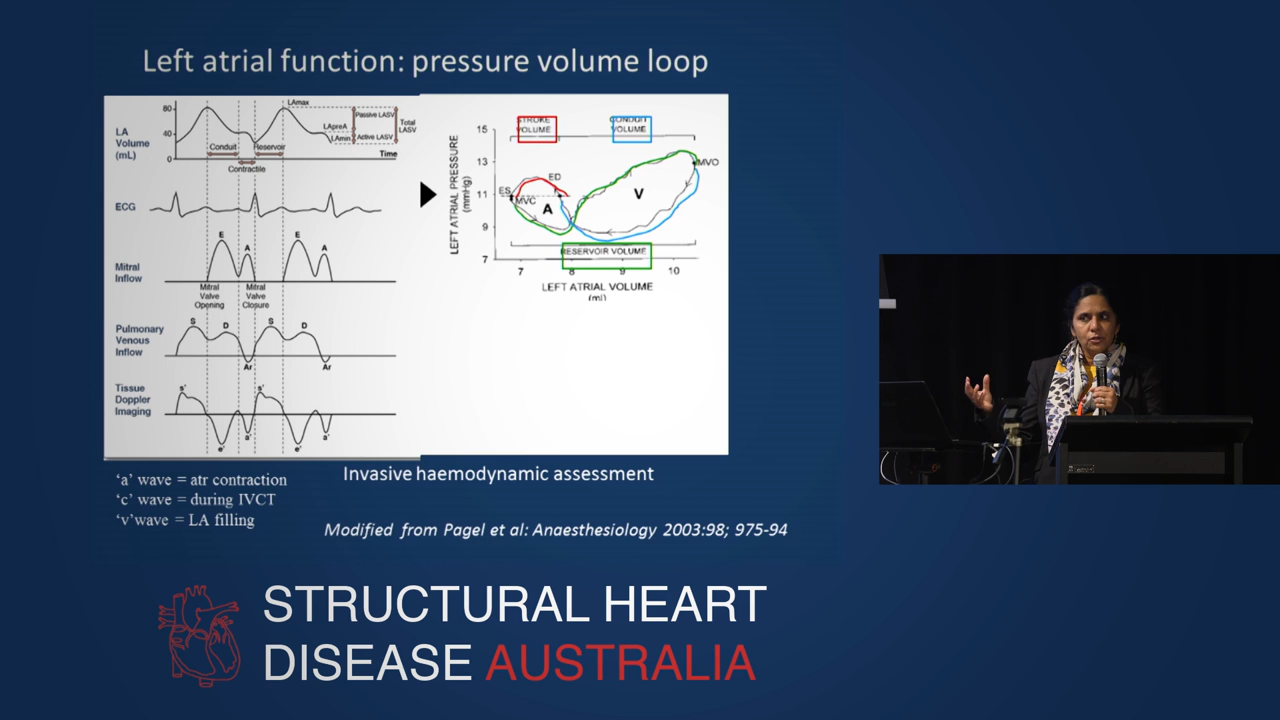 Left atrial function: pressure volume loop
LA
Volume
(mL)
80
40
0
LAmax
LApreA
LAmin
Passive LASV
Active LASV
Total
LASV
Conduit
Reservoir
Contractile
Time
ECG
Mitral
Inflow
E
A
E
A
Mitral
Valve
Opening
Mitral
Valve
Closure
Pulmonary
Venous
Inflow
S
D
S
D
Ar
Ar
Tissue
Doppler
Imaging
s'
s'
e'
a'
e'
a'
STROKE
VOLUME
CONDUIT
VOLUME
LEFT ATRIAL PRESSURE
(mmHg)
15
13
11
9
7
ES
ED
MVC
MVO
A
V
RESERVOIR VOLUME
7
8
9
10
LEFT ATRIAL VOLUME
(ml)
'a' wave = atr contraction
'c' wave = during IVCT
'v'wave = LA filling
Invasive haemodynamic assessment
Modified from Pagel et al: Anaesthesiology 2003:98; 975-94
STRUCTURAL HEART
DISEASE AUSTRALIA